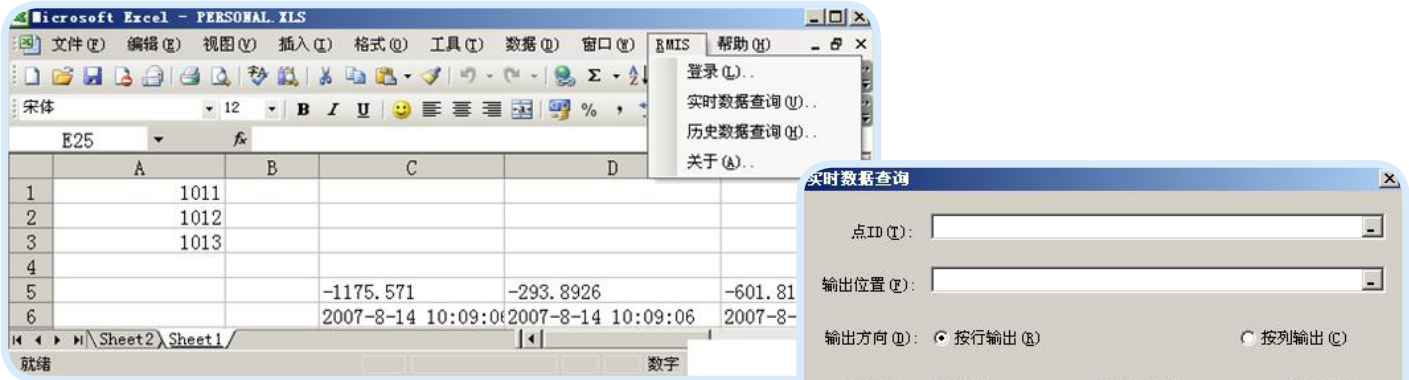 Microsoft Excel - PERSONAL.XLS
文件(F) 编辑(E) 视图(V) 插入(I) 格式(O) 工具(T) 数据(D) 窗口(W) RMIS 帮助(H)
登录(L)..
实时数据查询(U)..
历史数据查询(H)..
关于(A)..
宋体 12 B I U % ,
E25 fx
A B C D
1 1011
2 1012
3 1013
4
5 -1175.571 -293.8926 -601.81
6 2007-8-14 10:09:0 2007-8-14 10:09:06 2007-8-
Sheet2 Sheet1
就绪 数字
实时数据查询
点ID(T):
输出位置(F):
输出方向(D): 按行输出(R) 按列输出(C)